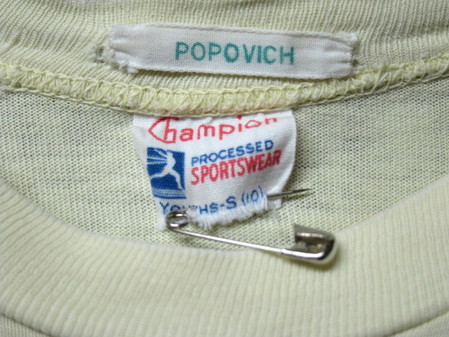 POPOVICH
Champion
PROCESSED
SPORTSWEAR
YOUTHS-S (10)